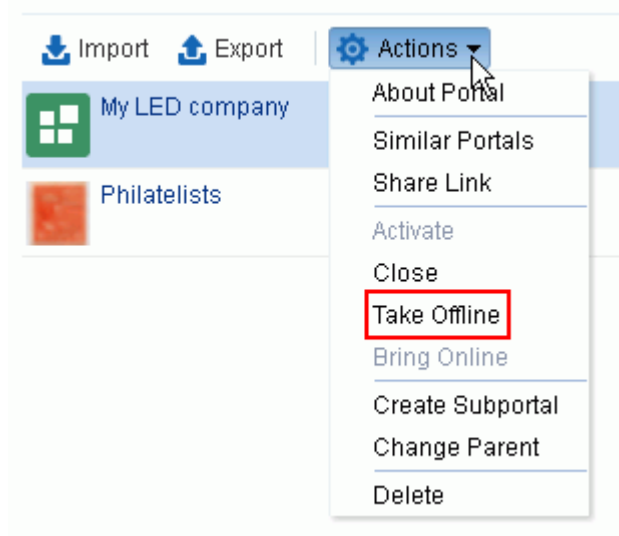 Import Export Actions
About Portal
My LED company
Similar Portals
Share Link
Philatelists
Activate
Close
Take Offline
Bring Online
Create Subportal
Change Parent
Delete